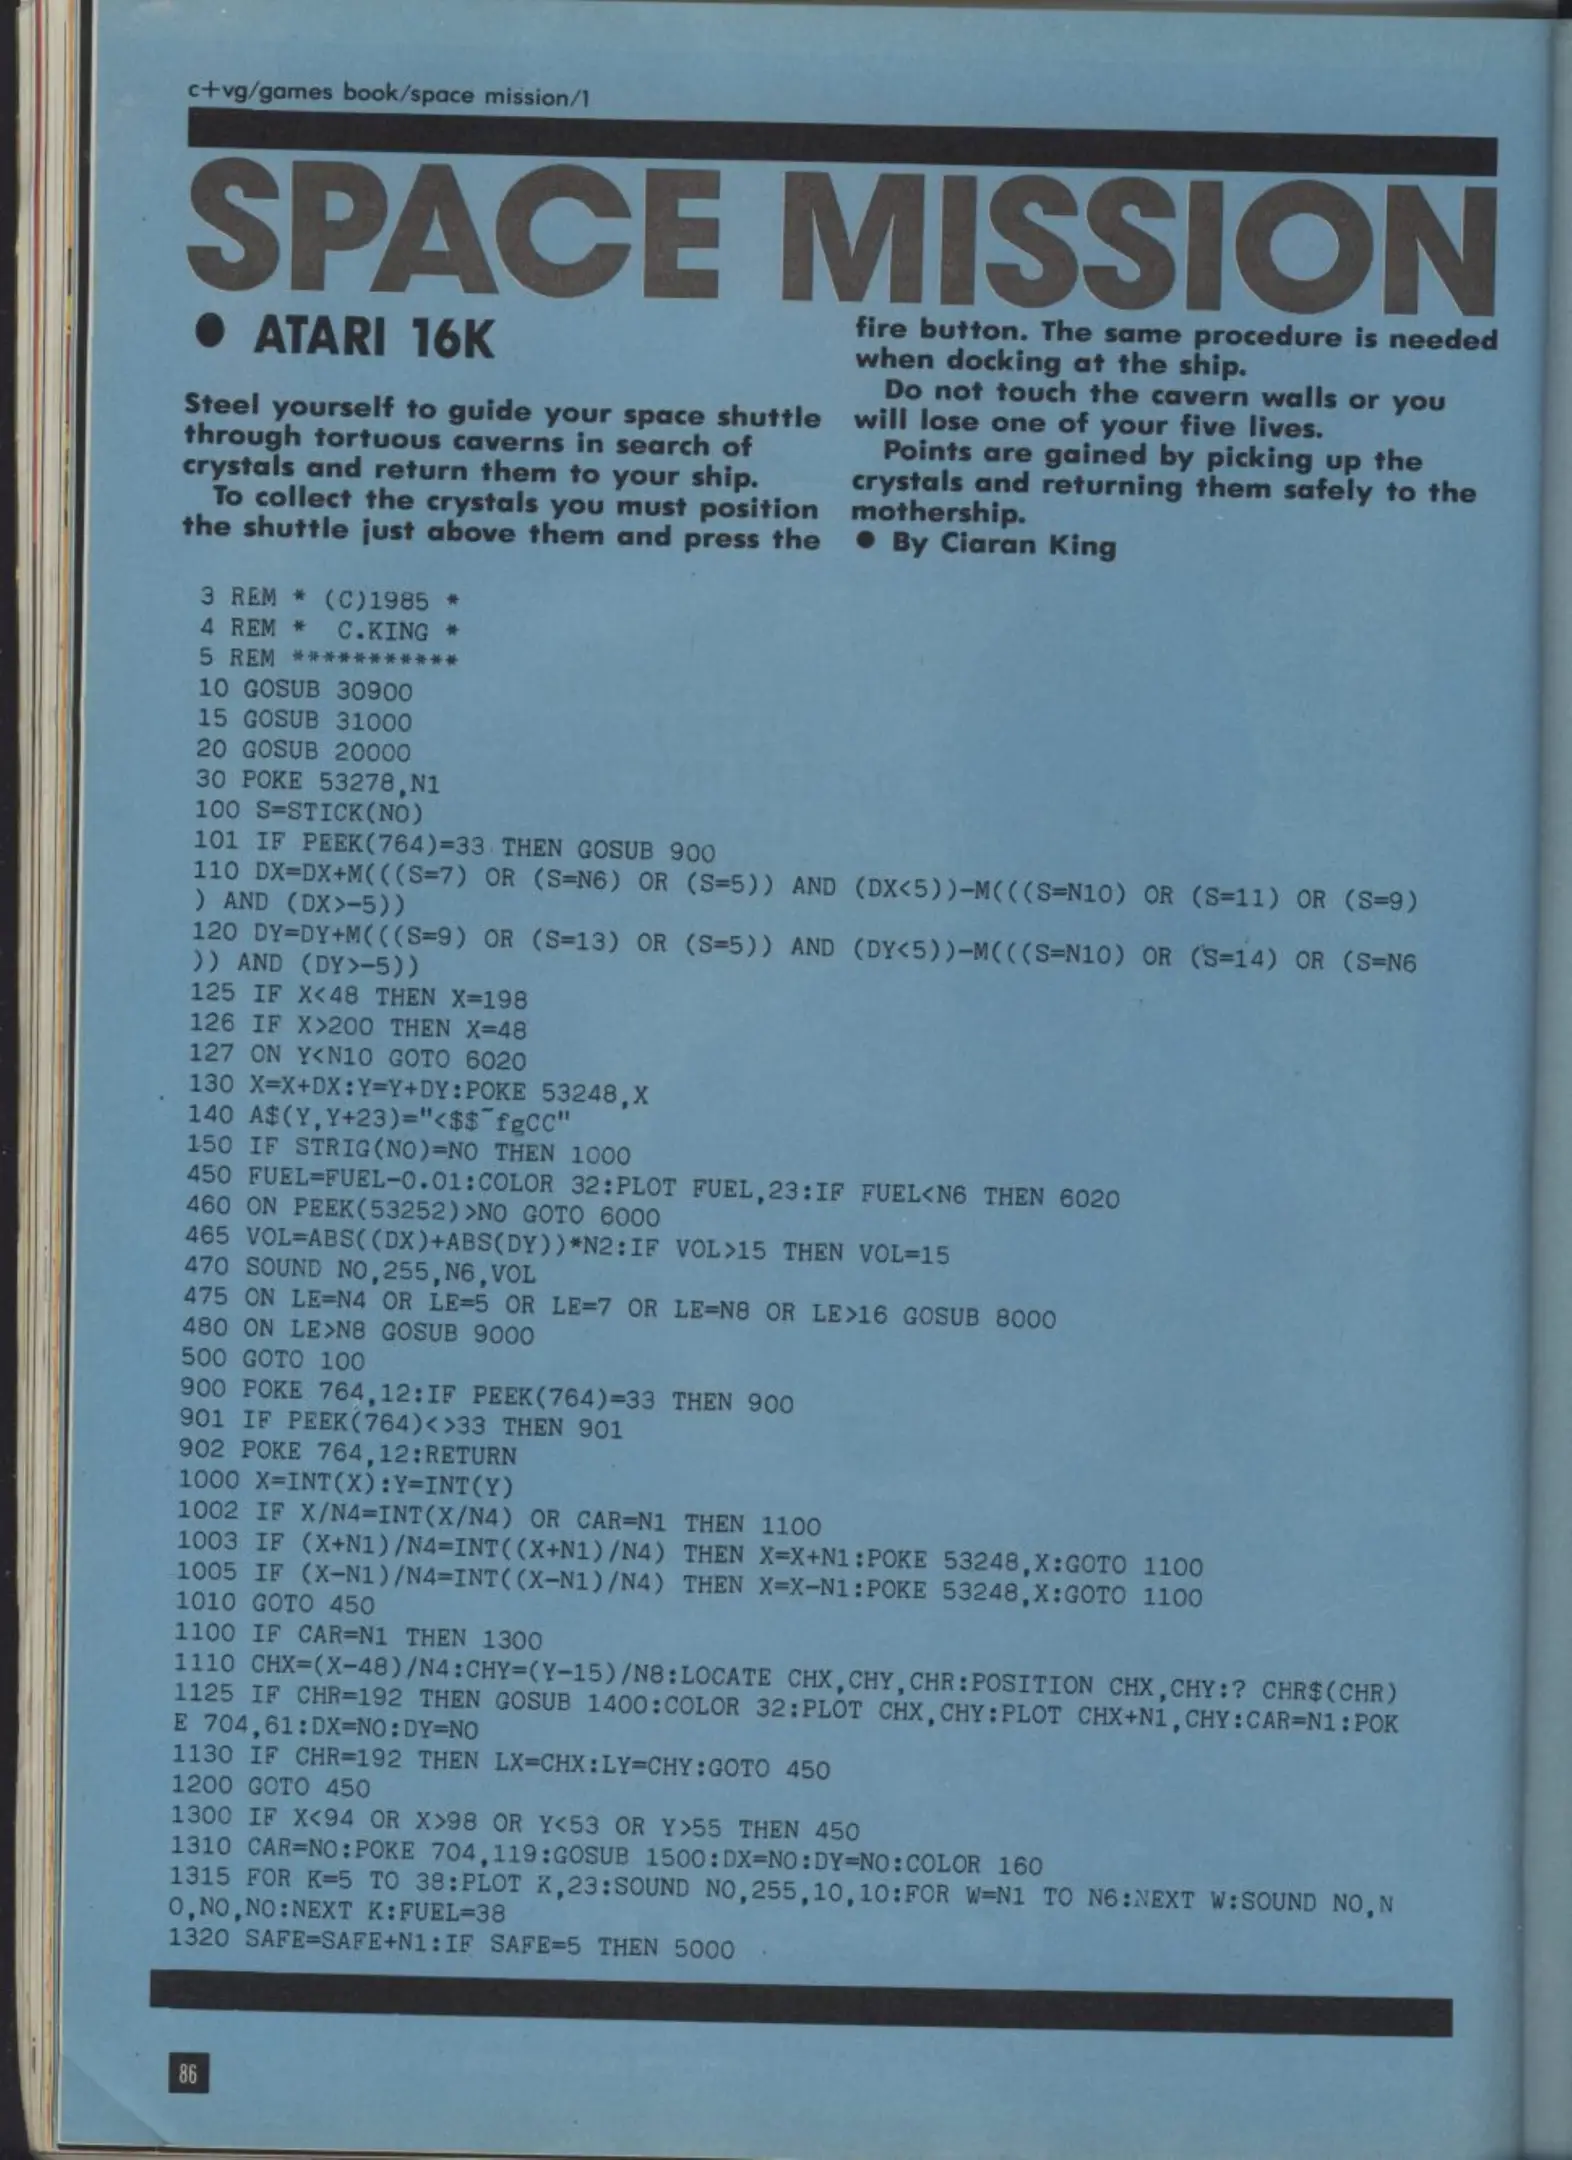 c+vg/games book/space mission/1
SPACE MISSION
● ATARI 16K
Steel yourself to guide your space shuttle
through tortuous caverns in search of
crystals and return them to your ship.
To collect the crystals you must position
the shuttle just above them and press the
fire button. The same procedure is needed
when docking at the ship.
Do not touch the cavern walls or you
will lose one of your five lives.
Points are gained by picking up the
crystals and returning them safely to the
mothership.
● By Ciaran King
3 REM * (C)1985 *
4 REM *  C.KING *
5 REM ***********
10 GOSUB 30900
15 GOSUB 31000
20 GOSUB 20000
30 POKE 53278,N1
100 S=STICK(NO)
101 IF PEEK(764)=33 THEN GOSUB 900
110 DX=DX+M(((S=7) OR (S=N6) OR (S=5)) AND (DX<5))-M(((S=N10) OR (S=11) OR (S=9)
) AND (DX>-5))
120 DY=DY+M(((S=9) OR (S=13) OR (S=5)) AND (DY<5))-M(((S=N10) OR (S=14) OR (S=N6
)) AND (DY>-5))
125 IF X<48 THEN X=198
126 IF X>200 THEN X=48
127 ON Y<N10 GOTO 6020
130 X=X+DX:Y=Y+DY:POKE 53248,X
140 A$(Y,Y+23)="<$$~fgCC"
150 IF STRIG(NO)=NO THEN 1000
450 FUEL=FUEL-0.01:COLOR 32:PLOT FUEL,23:IF FUEL<N6 THEN 6020
460 ON PEEK(53252)>NO GOTO 6000
465 VOL=ABS((DX)+ABS(DY))*N2:IF VOL>15 THEN VOL=15
470 SOUND NO,255,N6,VOL
475 ON LE=N4 OR LE=5 OR LE=7 OR LE=N8 OR LE>16 GOSUB 8000
480 ON LE>N8 GOSUB 9000
500 GOTO 100
900 POKE 764,12:IF PEEK(764)=33 THEN 900
901 IF PEEK(764)<>33 THEN 901
902 POKE 764,12:RETURN
1000 X=INT(X):Y=INT(Y)
1002 IF X/N4=INT(X/N4) OR CAR=N1 THEN 1100
1003 IF (X+N1)/N4=INT((X+N1)/N4) THEN X=X+N1:POKE 53248,X:GOTO 1100
1005 IF (X-N1)/N4=INT((X-N1)/N4) THEN X=X-N1:POKE 53248,X:GOTO 1100
1010 GOTO 450
1100 IF CAR=N1 THEN 1300
1110 CHX=(X-48)/N4:CHY=(Y-15)/N8:LOCATE CHX,CHY,CHR:POSITION CHX,CHY:? CHR$(CHR)
1125 IF CHR=192 THEN GOSUB 1400:COLOR 32:PLOT CHX,CHY:PLOT CHX+N1,CHY:CAR=N1:POK
E 704,61:DX=NO:DY=NO
1130 IF CHR=192 THEN LX=CHX:LY=CHY:GOTO 450
1200 GOTO 450
1300 IF X<94 OR X>98 OR Y<53 OR Y>55 THEN 450
1310 CAR=NO:POKE 704,119:GOSUB 1500:DX=NO:DY=NO:COLOR 160
1315 FOR K=5 TO 38:PLOT K,23:SOUND NO,255,10,10:FOR W=N1 TO N6:NEXT W:SOUND NO,N
O,NO,NO:NEXT K:FUEL=38
1320 SAFE=SAFE+N1:IF SAFE=5 THEN 5000
86